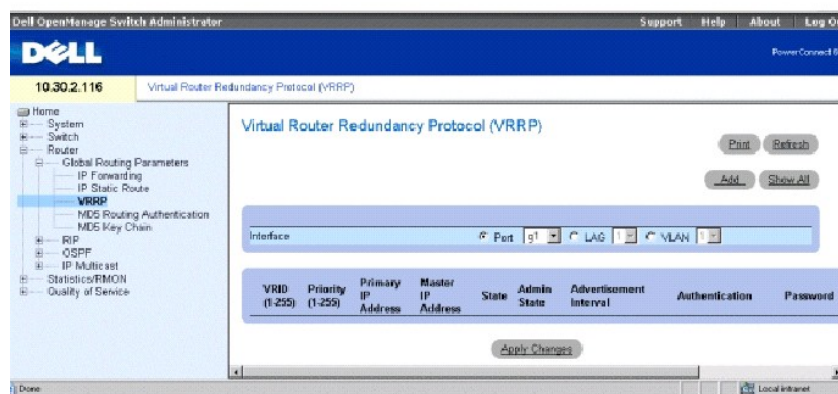 Dell OpenManage Switch Administrator
Support Help About Log O
DELL
PowerConnect 6
10.30.2.116
Virtual Router Redundancy Protocol (VRRP)
Home
System
Switch
Router
Global Routing Parameters
IP Forwarding
IP Static Route
VRRP
MD5 Routing Authentication
MD5 Key Chain
RIP
OSPF
IP Multicast
Statistics/RMON
Quality of Service
Virtual Router Redundancy Protocol (VRRP)
Print Refresh
Add Show All
Interface Port g1 LAG 1 VLAN 1
VRID (1-255) Priority (1-255) Primary IP Address Master IP Address State Admin State Advertisement Interval Authentication Password
Apply Changes
Done
Local intranet